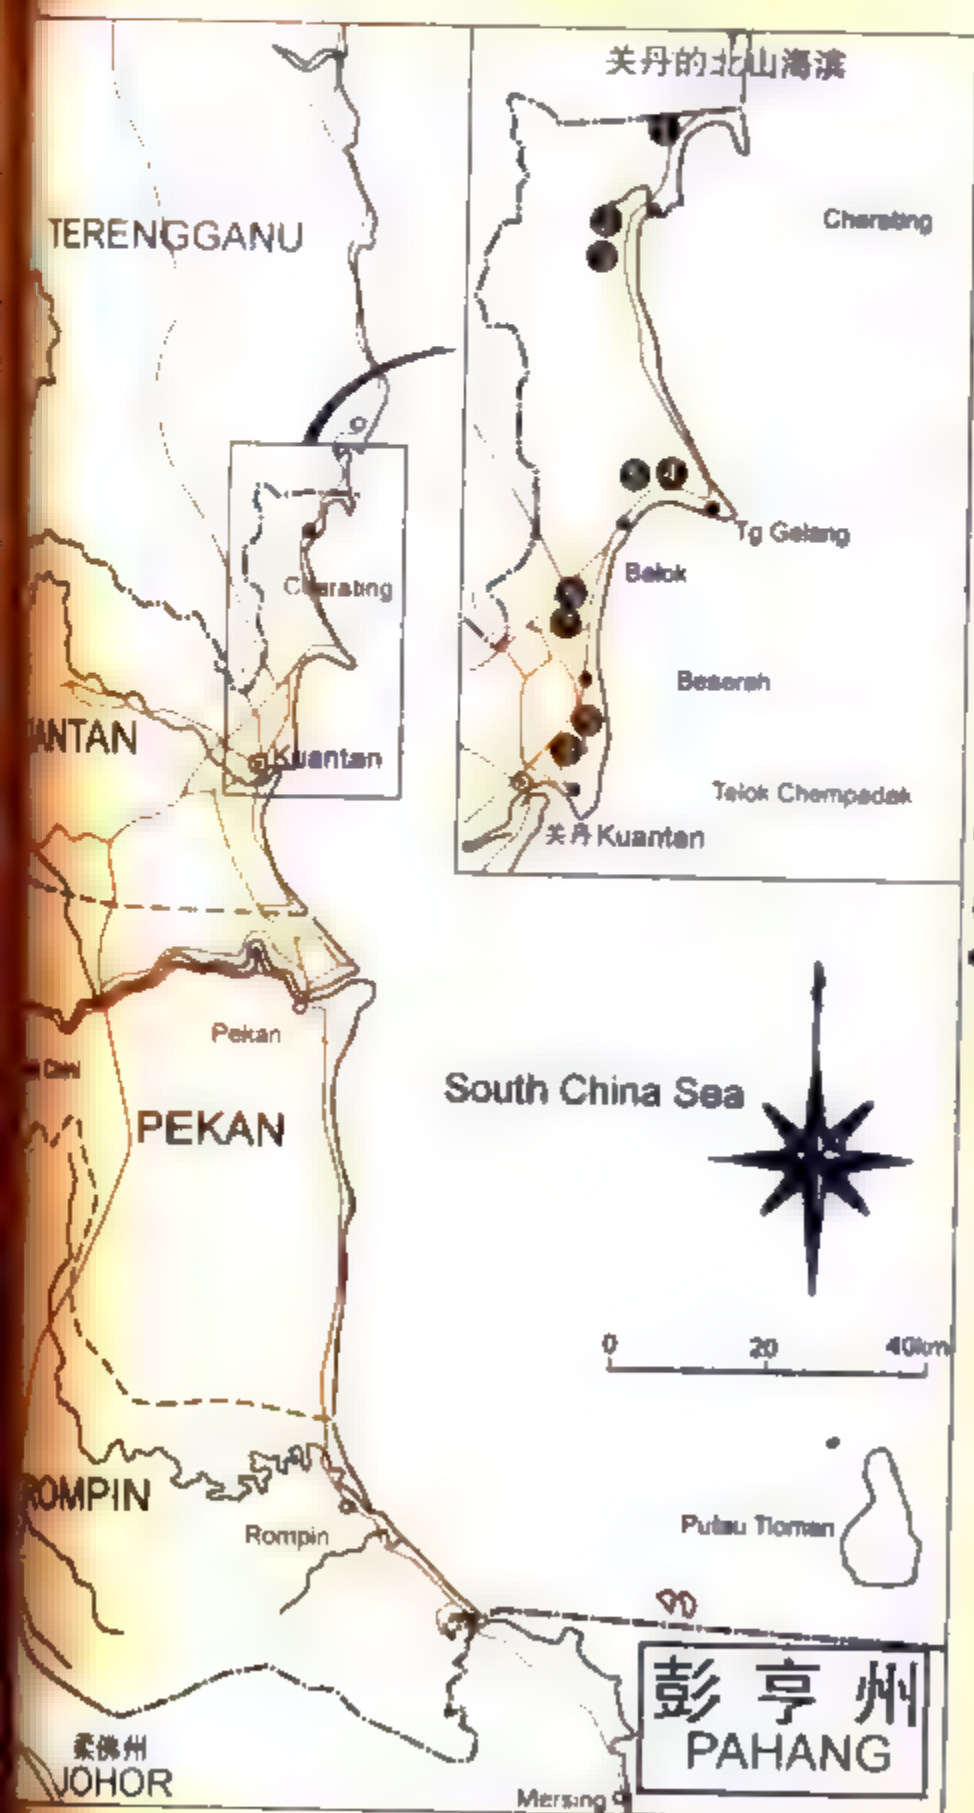 关丹的北山海滨
TERENGGANU
Charating
Tg Gelang
Balok
Charating
Beserah
ANTAN
Kuantan
Telok Chempedak
关丹 Kuantan
Pekan
South China Sea
PEKAN
0 20 40km
ROMPIN
Pulau Tioman
Rompin
彭亨州
PAHANG
柔佛州
JOHOR
Mersing